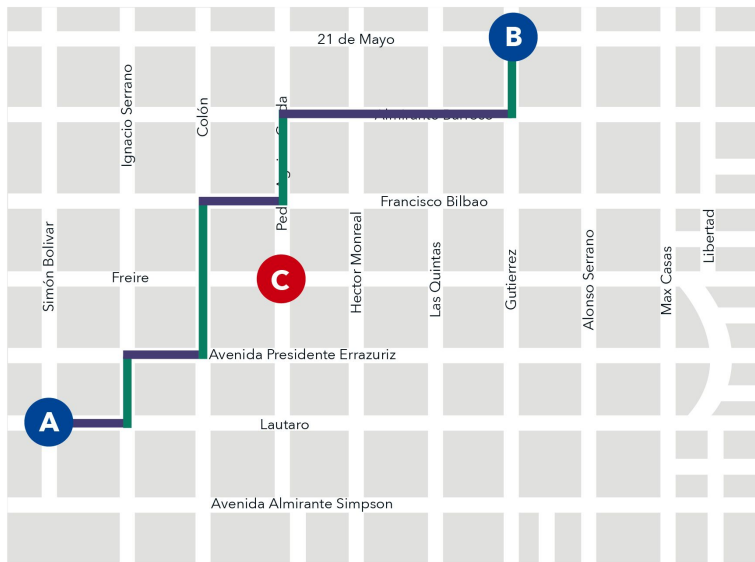 21 de Mayo
B
Ignacio Serrano
Colón
Almirante Barroso
Francisco Bilbao
Simón Bolivar
Freire
C
Hector Monreal
Las Quintas
Gutierrez
Alonso Serrano
Max Casas
Libertad
Avenida Presidente Errazuriz
A
Lautaro
Avenida Almirante Simpson